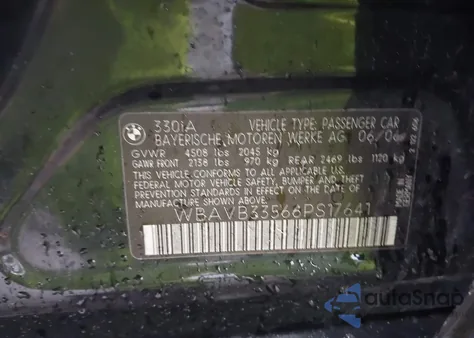 330iA VEHICLE TYPE: PASSENGER CAR
BAYERISCHE MOTOREN WERKE AG 06/06
GVWR 4508 lbs 2045 kg
GAWR FRONT 2138 lbs 970 kg REAR 2469 lbs 1120 kg
THIS VEHICLE CONFORMS TO ALL APPLICABLE
FEDERAL MOTOR VEHICLE SAFETY, BUMPER AND THEFT
PREVENTION STANDARDS IN EFFECT ON THE DATE OF
MANUFACTURE SHOWN ABOVE.
WBAVB33566PS17641
autoSnap